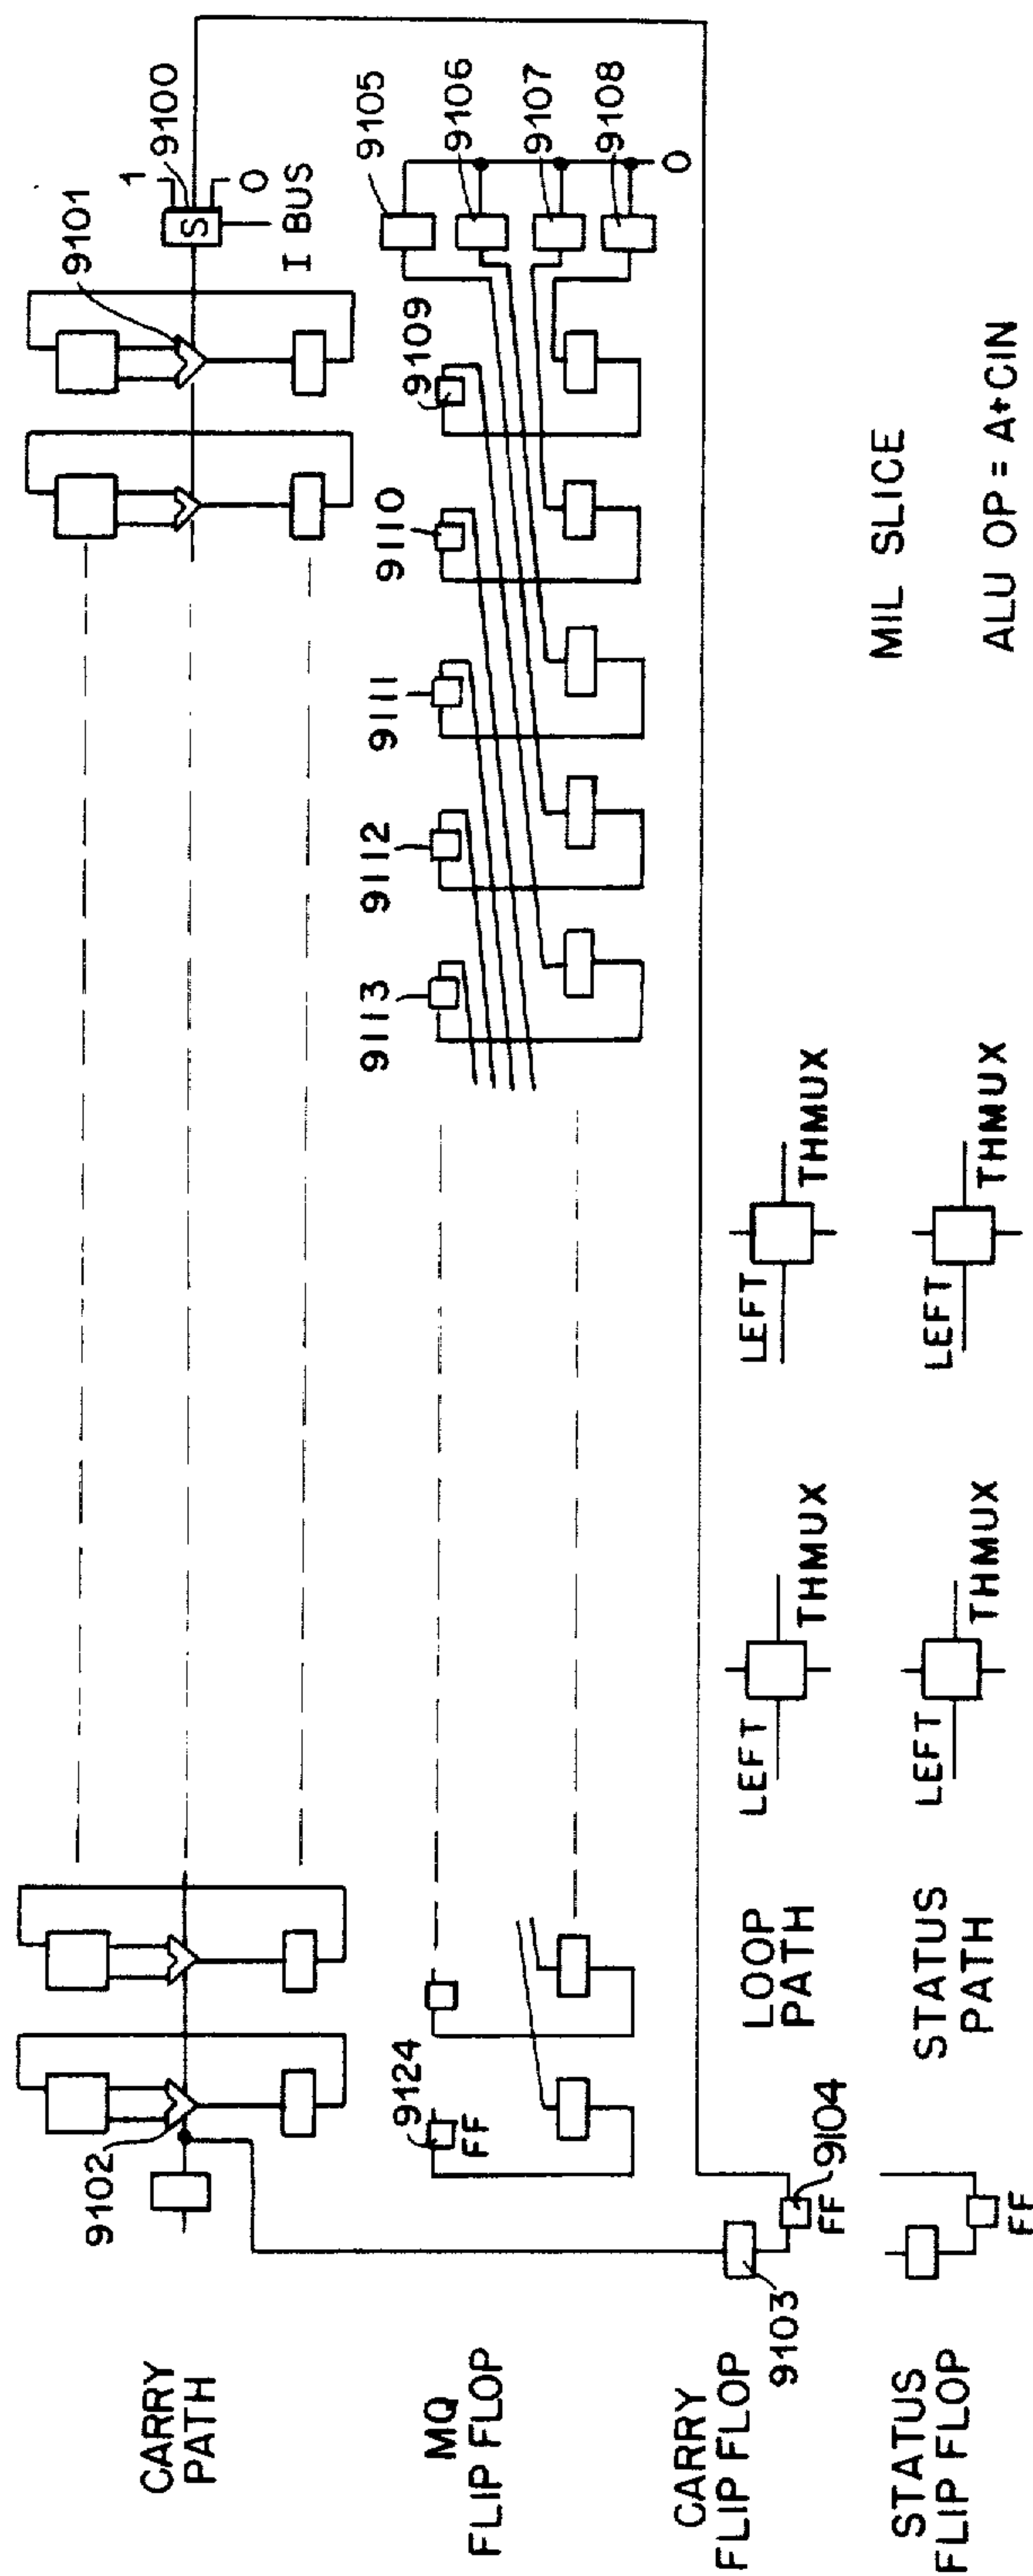 CARRY
PATH
9102
9101
9100
1
S
0
I BUS
MQ
FLIP FLOP
9124
FF
9113
9112
9111
9110
9109
9105
9106
9107
9108
0
CARRY
FLIP FLOP
9103
9104
FF
LOOP
PATH
LEFT
THMUX
LEFT
THMUX
STATUS
FLIP FLOP
FF
STATUS
PATH
LEFT
THMUX
LEFT
THMUX
MIL SLICE
ALU OP = A+CIN